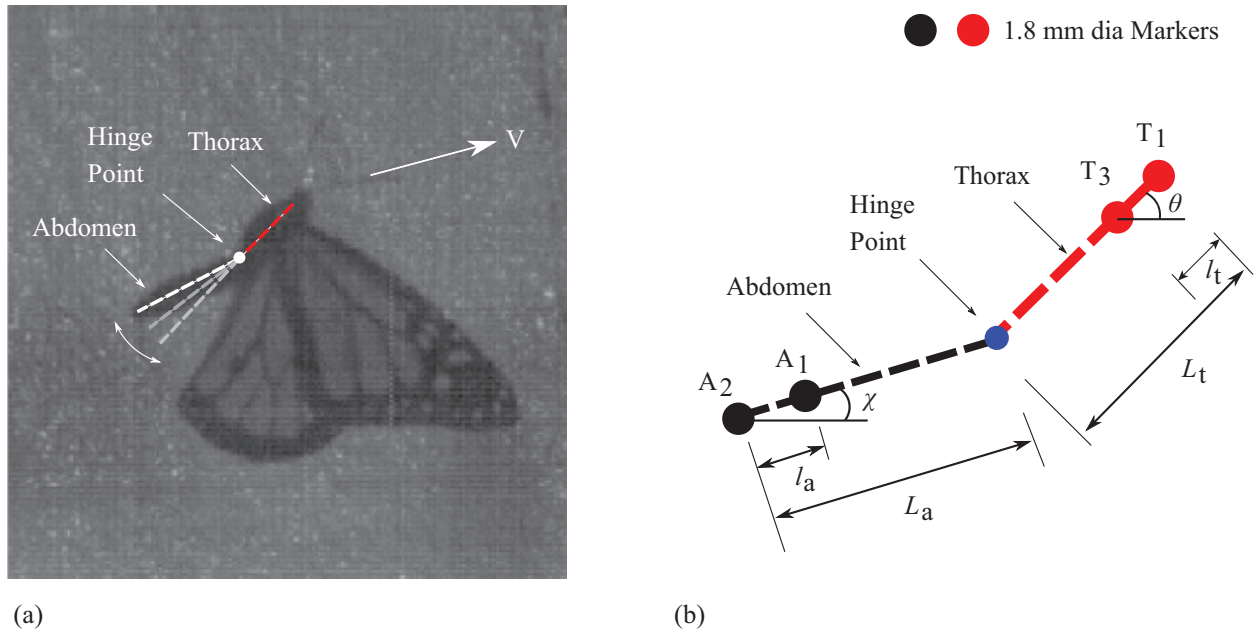 Hinge
Point
Thorax
Abdomen
V
(a)
1.8 mm dia Markers
T1
T3
θ
Thorax
Hinge
Point
Abdomen
lt
Lt
A1
A2
χ
la
La
(b)